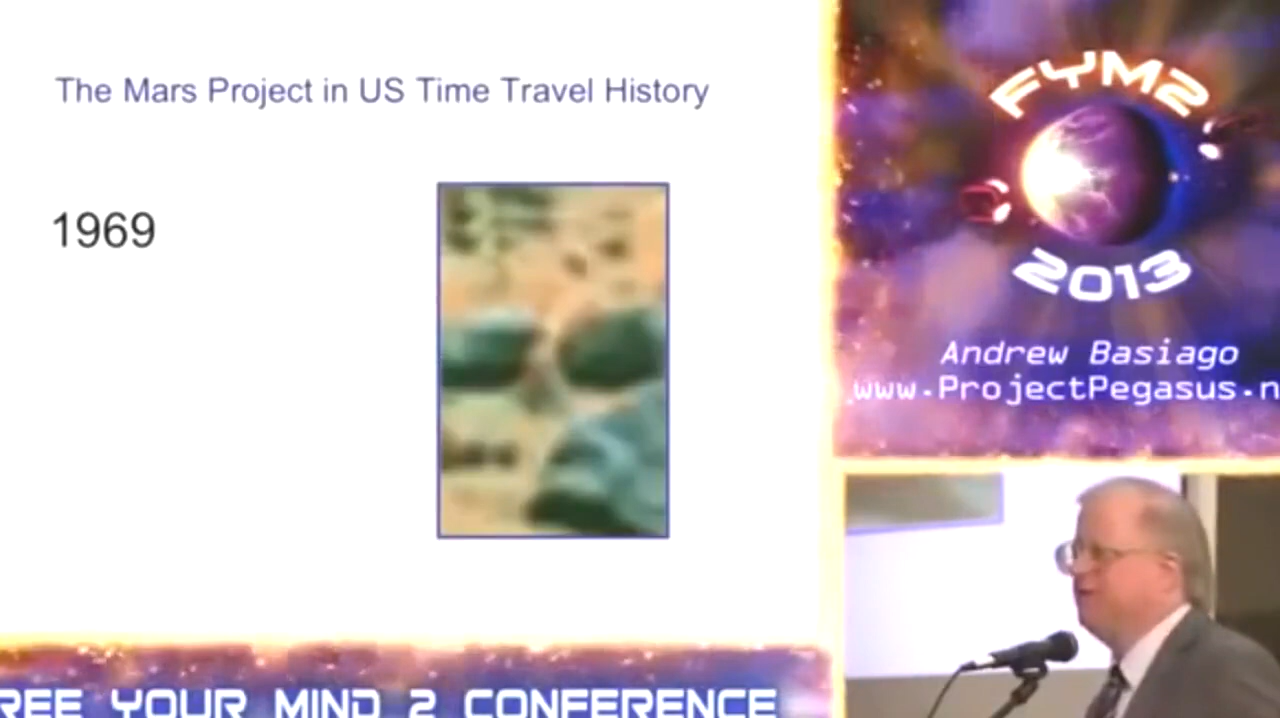 The Mars Project in US Time Travel History
1969
FYM2
2013
Andrew Basiago
www.ProjectPegasus.n
REE YOUR MIND 2 CONFERENCE